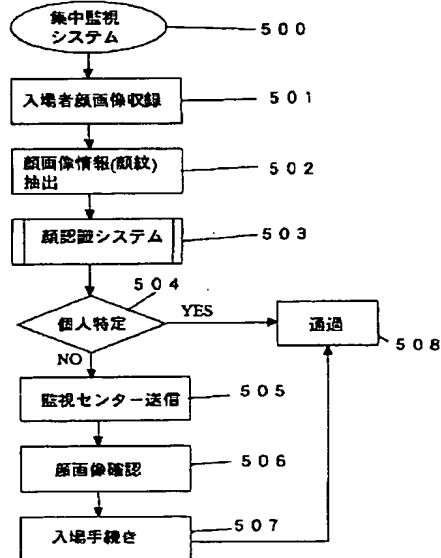 集中監視
システム
500
入場者顔画像収録
501
顔画像情報(顔紋)
抽出
502
顔認識システム
503
504
個人特定
YES
通過
508
NO
監視センター送信
505
顔画像確認
506
入場手続き
507